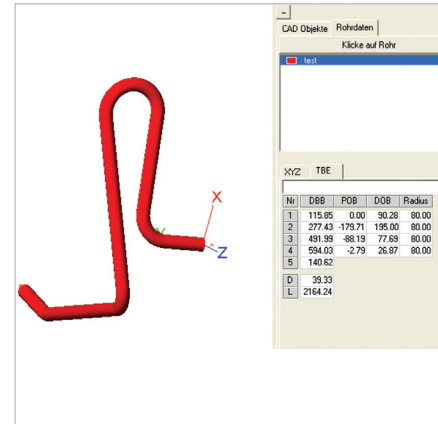 -
CAD Objekte Rohrdaten
Klicke auf Rohr
test
XYZ TBE
Nr DBB POB DOB Radius
1 115.85 0.00 90.28 80.00
2 277.43 -179.71 195.00 80.00
3 491.99 -88.19 77.69 80.00
4 594.03 -2.79 26.87 80.00
5 140.62
D 39.33
L 2164.24
X
Y
Z